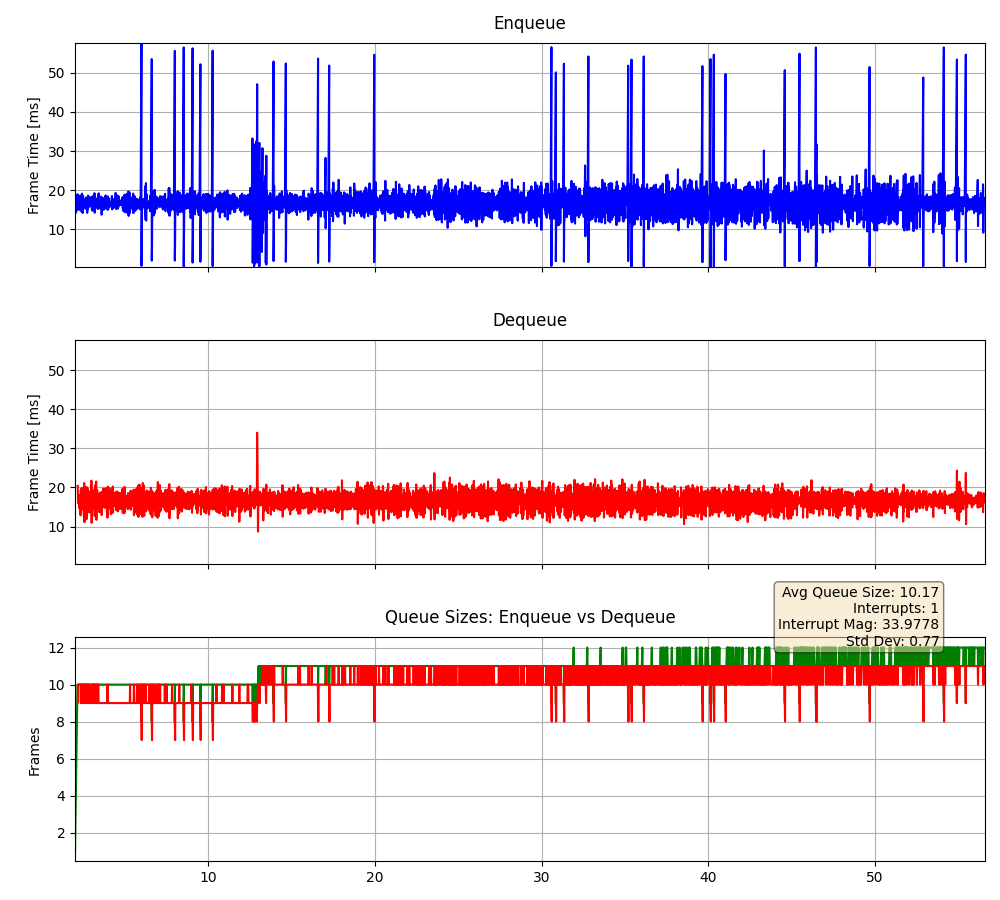 Enqueue
50
40
30
20
10
Frame Time [ms]
Dequeue
50
40
30
20
10
Frame Time [ms]
Avg Queue Size: 10.17
Interrupts: 1
Interrupt Mag: 33.9778
Std Dev: 0.77
Queue Sizes: Enqueue vs Dequeue
12
10
8
6
4
2
Frames
10 20 30 40 50